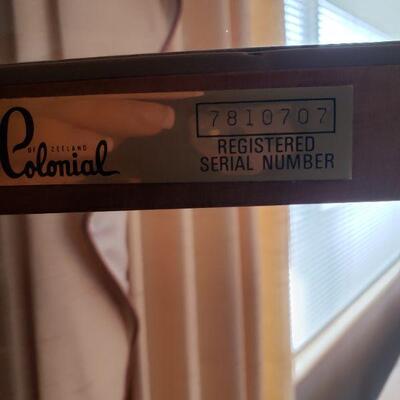 OF ZEELAND
Colonial
7810707
REGISTERED
SERIAL NUMBER